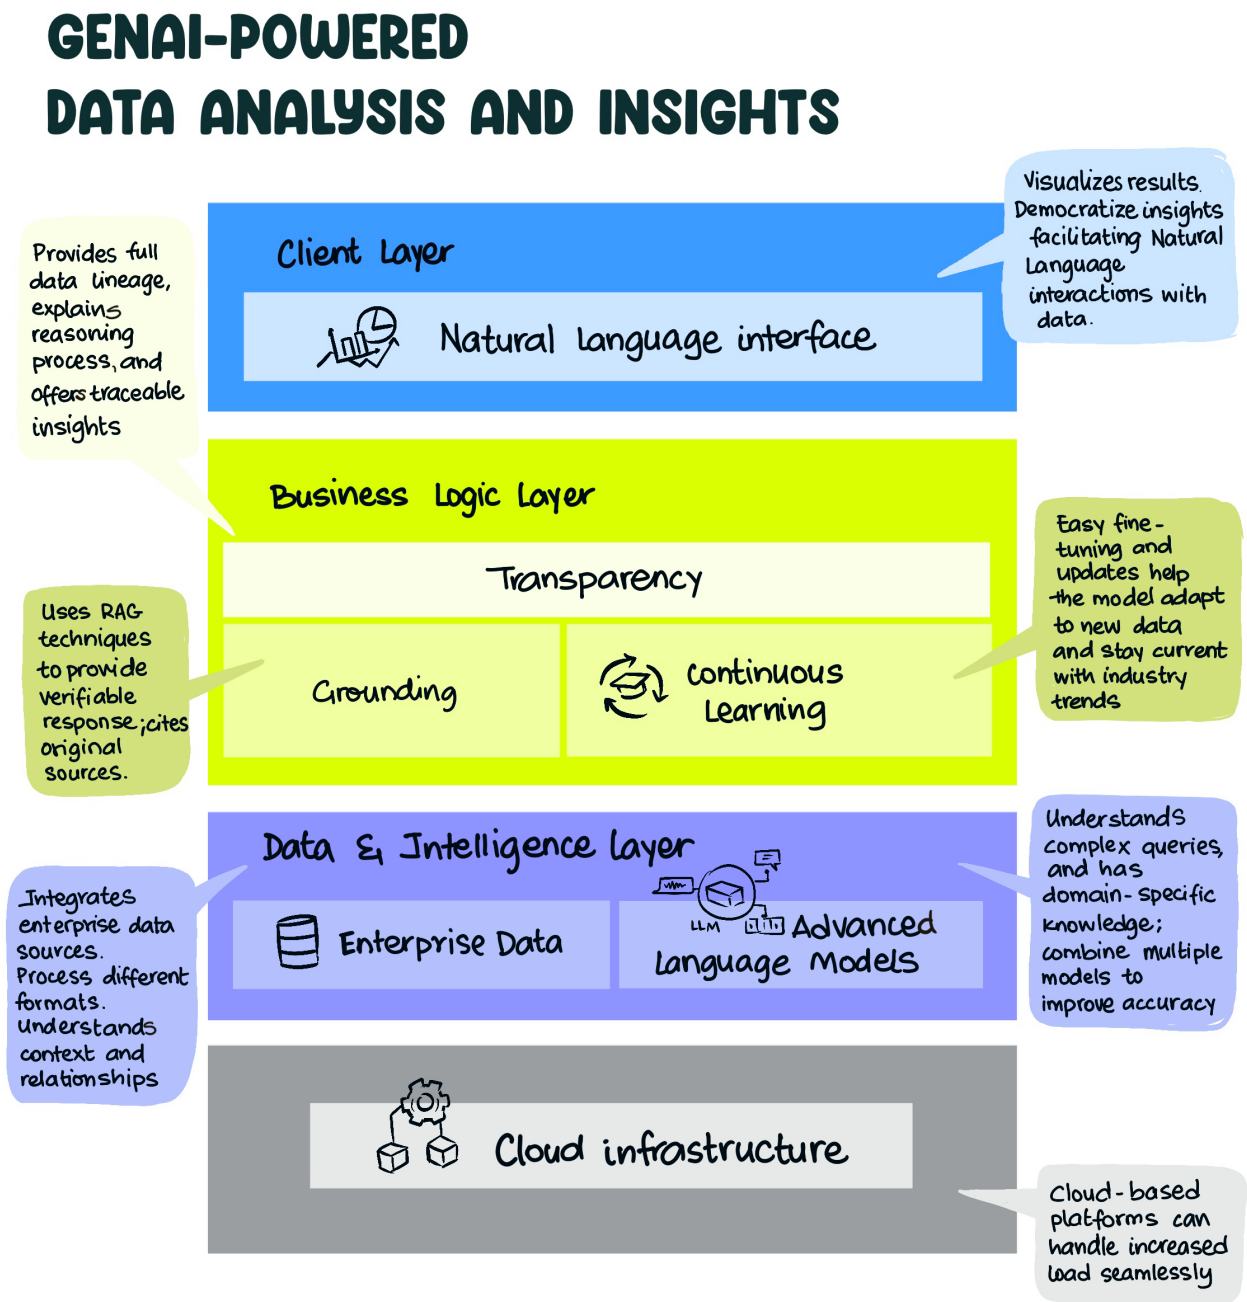 GENAI-POWERED
DATA ANALYSIS AND INSIGHTS
Visualizes results.
Democratize insights
facilitating Natural
Language
interactions with
data.
Provides full
data lineage,
explains
reasoning
process, and
offers traceable
insights
Client Layer
Natural Language interface
Business Logic Layer
Transparency
Grounding
Continuous
Learning
Easy fine-
tuning and
updates help
the model adapt
to new data
and stay current
with industry
trends
Uses RAG
techniques
to provide
verifiable
response; cites
original
sources.
Data & Intelligence Layer
Enterprise Data
LLM
Advanced
Language Models
Understands
complex queries,
and has
domain-specific
knowledge;
combine multiple
models to
improve accuracy
Integrates
enterprise data
sources.
Process different
formats.
Understands
context and
relationships
Cloud infrastructure
Cloud-based
platforms can
handle increased
load seamlessly